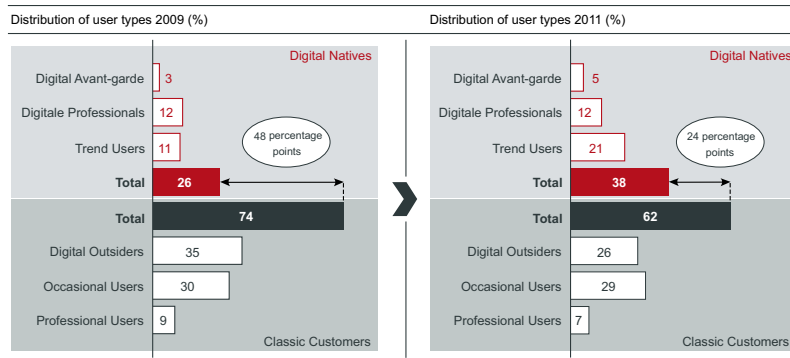 Distribution of user types 2009 (%)
Digital Natives
Digital Avant-garde 3
Digitale Professionals 12
48 percentage
points
Trend Users 11
Total 26
Total 74
Digital Outsiders 35
Occasional Users 30
Professional Users 9
Classic Customers
Distribution of user types 2011 (%)
Digital Natives
Digital Avant-garde 5
Digitale Professionals 12
24 percentage
points
Trend Users 21
Total 38
Total 62
Digital Outsiders 26
Occasional Users 29
Professional Users 7
Classic Customers